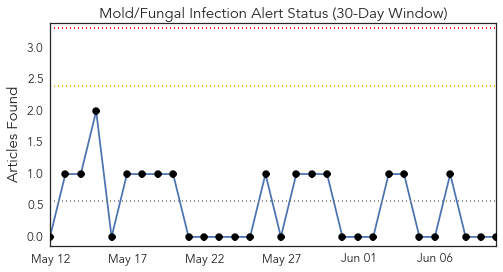 Mold/Fungal Infection Alert Status (30-Day Window)
Articles Found
3.0
2.5
2.0
1.5
1.0
0.5
0.0
May 12 May 17 May 22 May 27 Jun 01 Jun 06